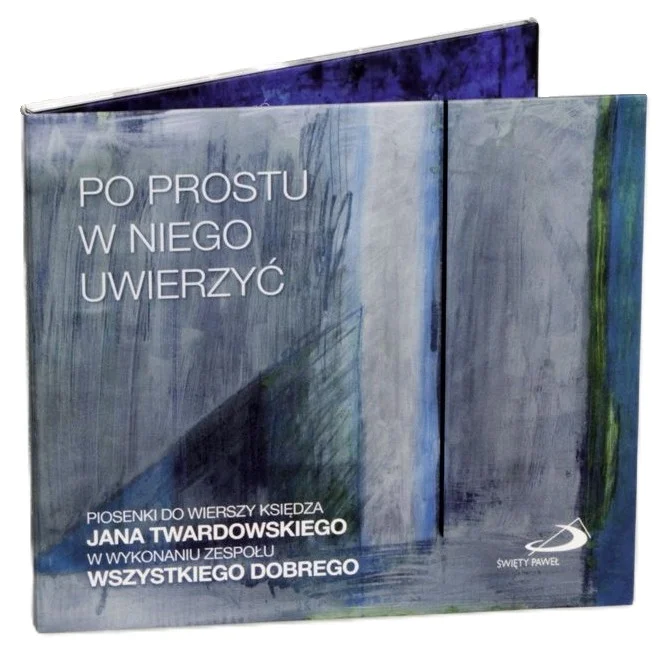 PO PROSTU
W NIEGO
UWIERZYĆ
PIOSENKI DO WIERSZY KSIĘDZA
JANA TWARDOWSKIEGO
W WYKONANIU ZESPOŁU
WSZYSTKIEGO DOBREGO
ŚWIĘTY PAWEŁ